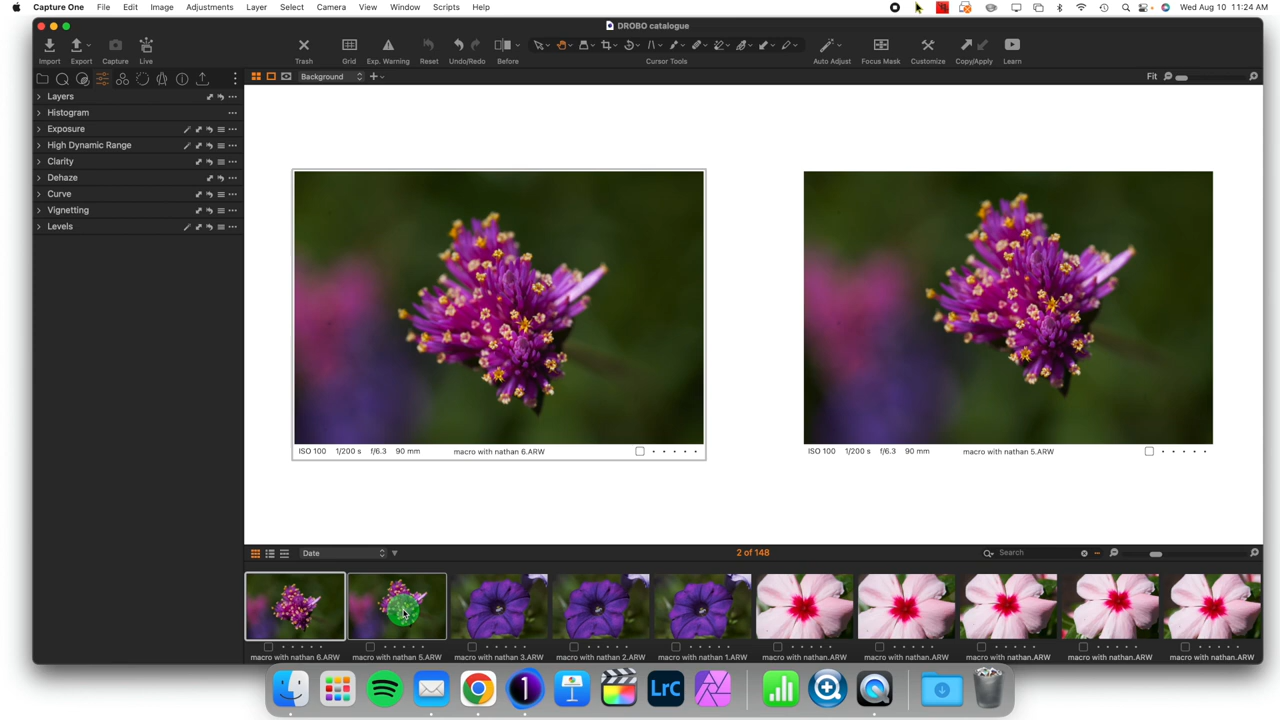 Capture One File Edit Image Adjustments Layer Select Camera View Window Scripts Help Wed Aug 10 11:24 AM
DROBO catalogue
Import Export Capture Live Trash Grid Exp. Warning Reset Undo/Redo Before Cursor Tools Auto Adjust Focus Mask Customize Copy/Apply Learn
Background Fit
Layers
Histogram
Exposure
High Dynamic Range
Clarity
Dehaze
Curve
Vignetting
Levels
ISO 100 1/200 s f/6.3 90 mm macro with nathan 6.ARW
ISO 100 1/200 s f/6.3 90 mm macro with nathan 5.ARW
Date 2 of 148 Search
macro with nathan 6.ARW macro with nathan 5.ARW macro with nathan 3.ARW macro with nathan 2.ARW macro with nathan 1.ARW macro with nathan.ARW macro with nathan.ARW macro with nathan.ARW macro with nathan.ARW macro with nathan.ARW
1 LrC